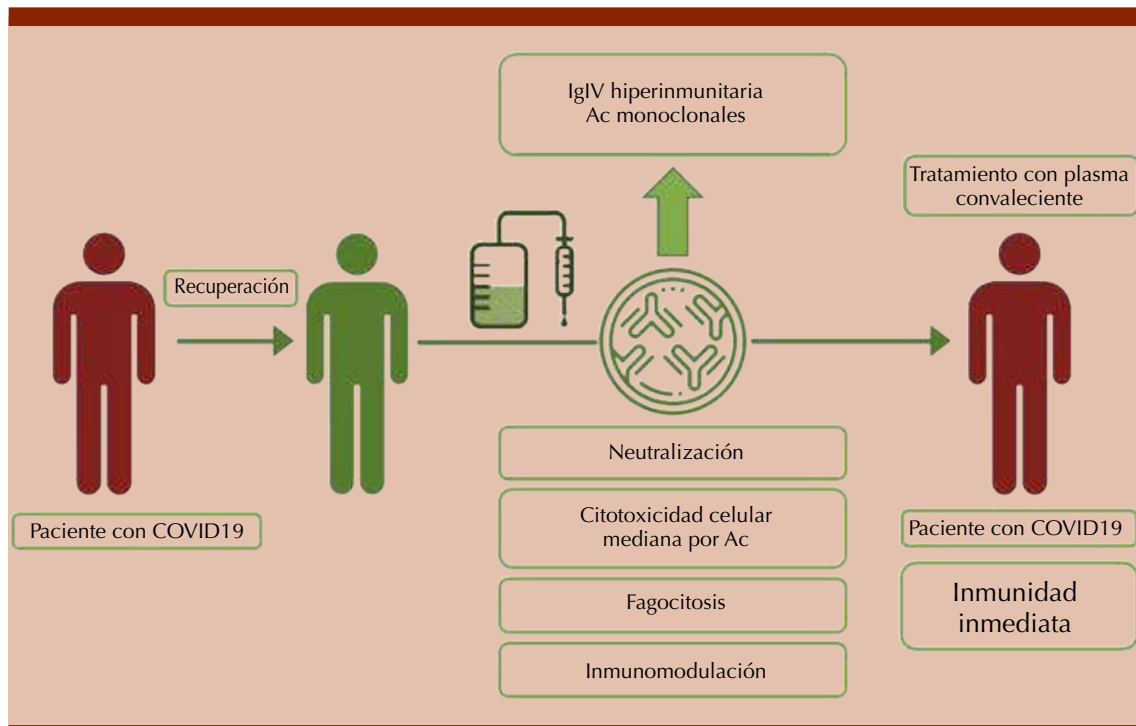 IgIV hiperinmunitaria
Ac monoclonales
Tratamiento con plasma
convaleciente
Recuperación
Neutralización
Citotoxicidad celular
mediana por Ac
Fagocitosis
Inmunomodulación
Paciente con COVID19
Paciente con COVID19
Inmunidad
inmediata